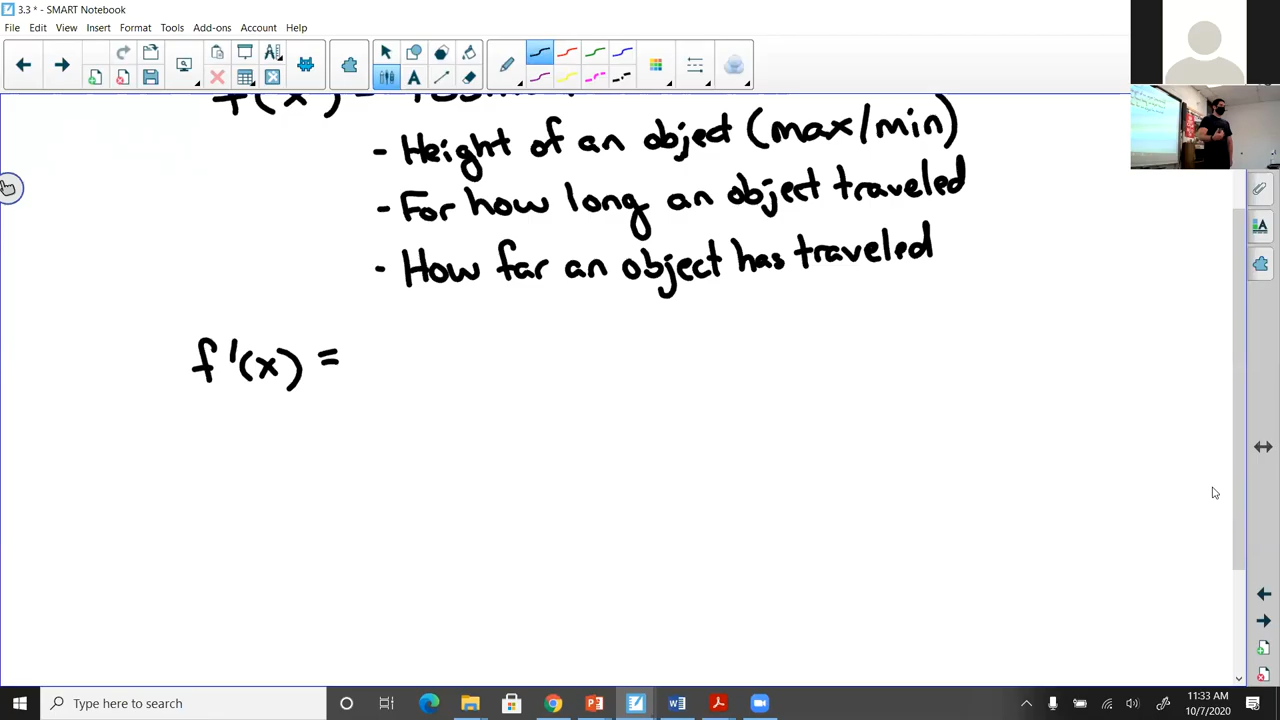 3.3 * - SMART Notebook
File Edit View Insert Format Tools Add-ons Account Help
f(x) =
- Height of an object (max/min)
- For how long an object traveled
- How far an object has traveled
f'(x) =
Type here to search
11:33 AM
10/7/2020